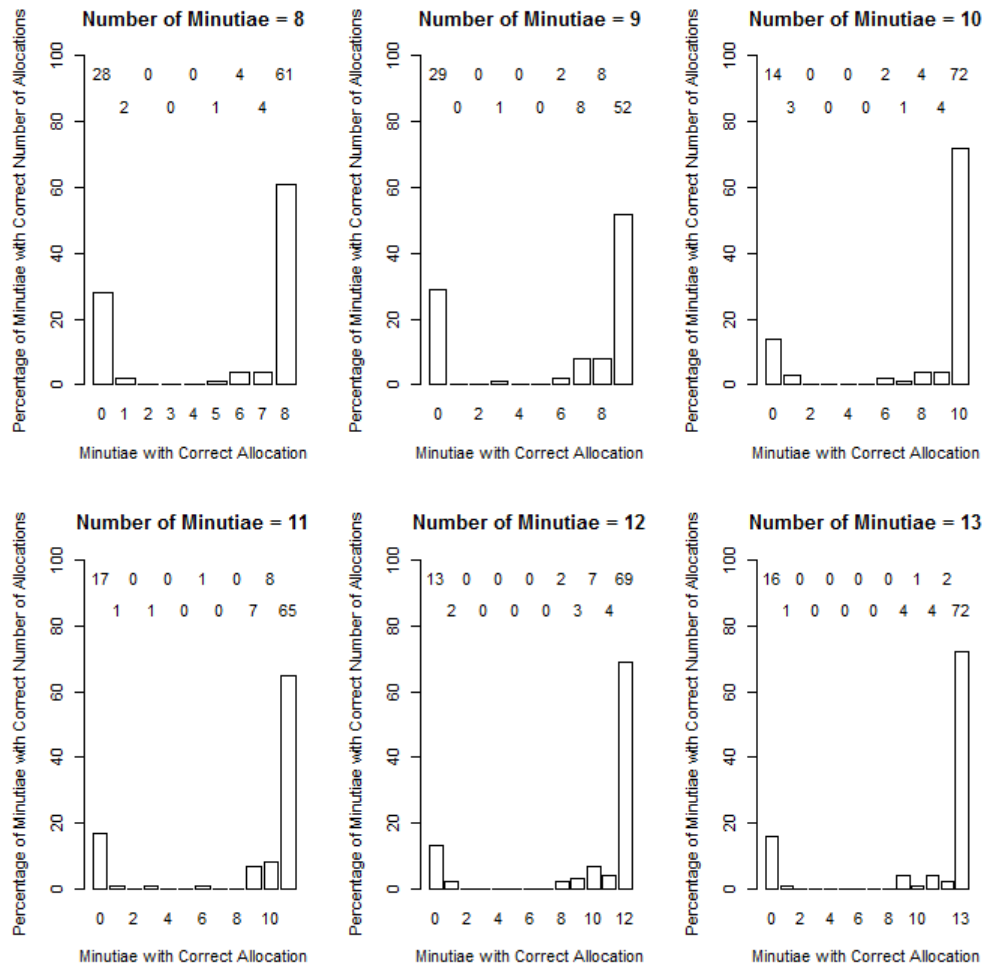 Number of Minutiae = 8
Percentage of Minutiae with Correct Number of Allocations
100
80
60
40
20
0
28 0 0 4 61
2 0 1 4
0 1 2 3 4 5 6 7 8
Minutiae with Correct Allocation
Number of Minutiae = 9
Percentage of Minutiae with Correct Number of Allocations
100
80
60
40
20
0
29 0 0 2 8
0 1 0 8 52
0 2 4 6 8
Minutiae with Correct Allocation
Number of Minutiae = 10
Percentage of Minutiae with Correct Number of Allocations
100
80
60
40
20
0
14 0 0 2 4 72
3 0 0 1 4
0 2 4 6 8 10
Minutiae with Correct Allocation
Number of Minutiae = 11
Percentage of Minutiae with Correct Number of Allocations
100
80
60
40
20
0
17 0 0 1 0 8
1 1 0 0 7 65
0 2 4 6 8 10
Minutiae with Correct Allocation
Number of Minutiae = 12
Percentage of Minutiae with Correct Number of Allocations
100
80
60
40
20
0
13 0 0 0 2 7 69
2 0 0 0 3 4
0 2 4 6 8 10 12
Minutiae with Correct Allocation
Number of Minutiae = 13
Percentage of Minutiae with Correct Number of Allocations
100
80
60
40
20
0
16 0 0 0 0 1 2
1 0 0 0 4 4 72
0 2 4 6 8 10 13
Minutiae with Correct Allocation